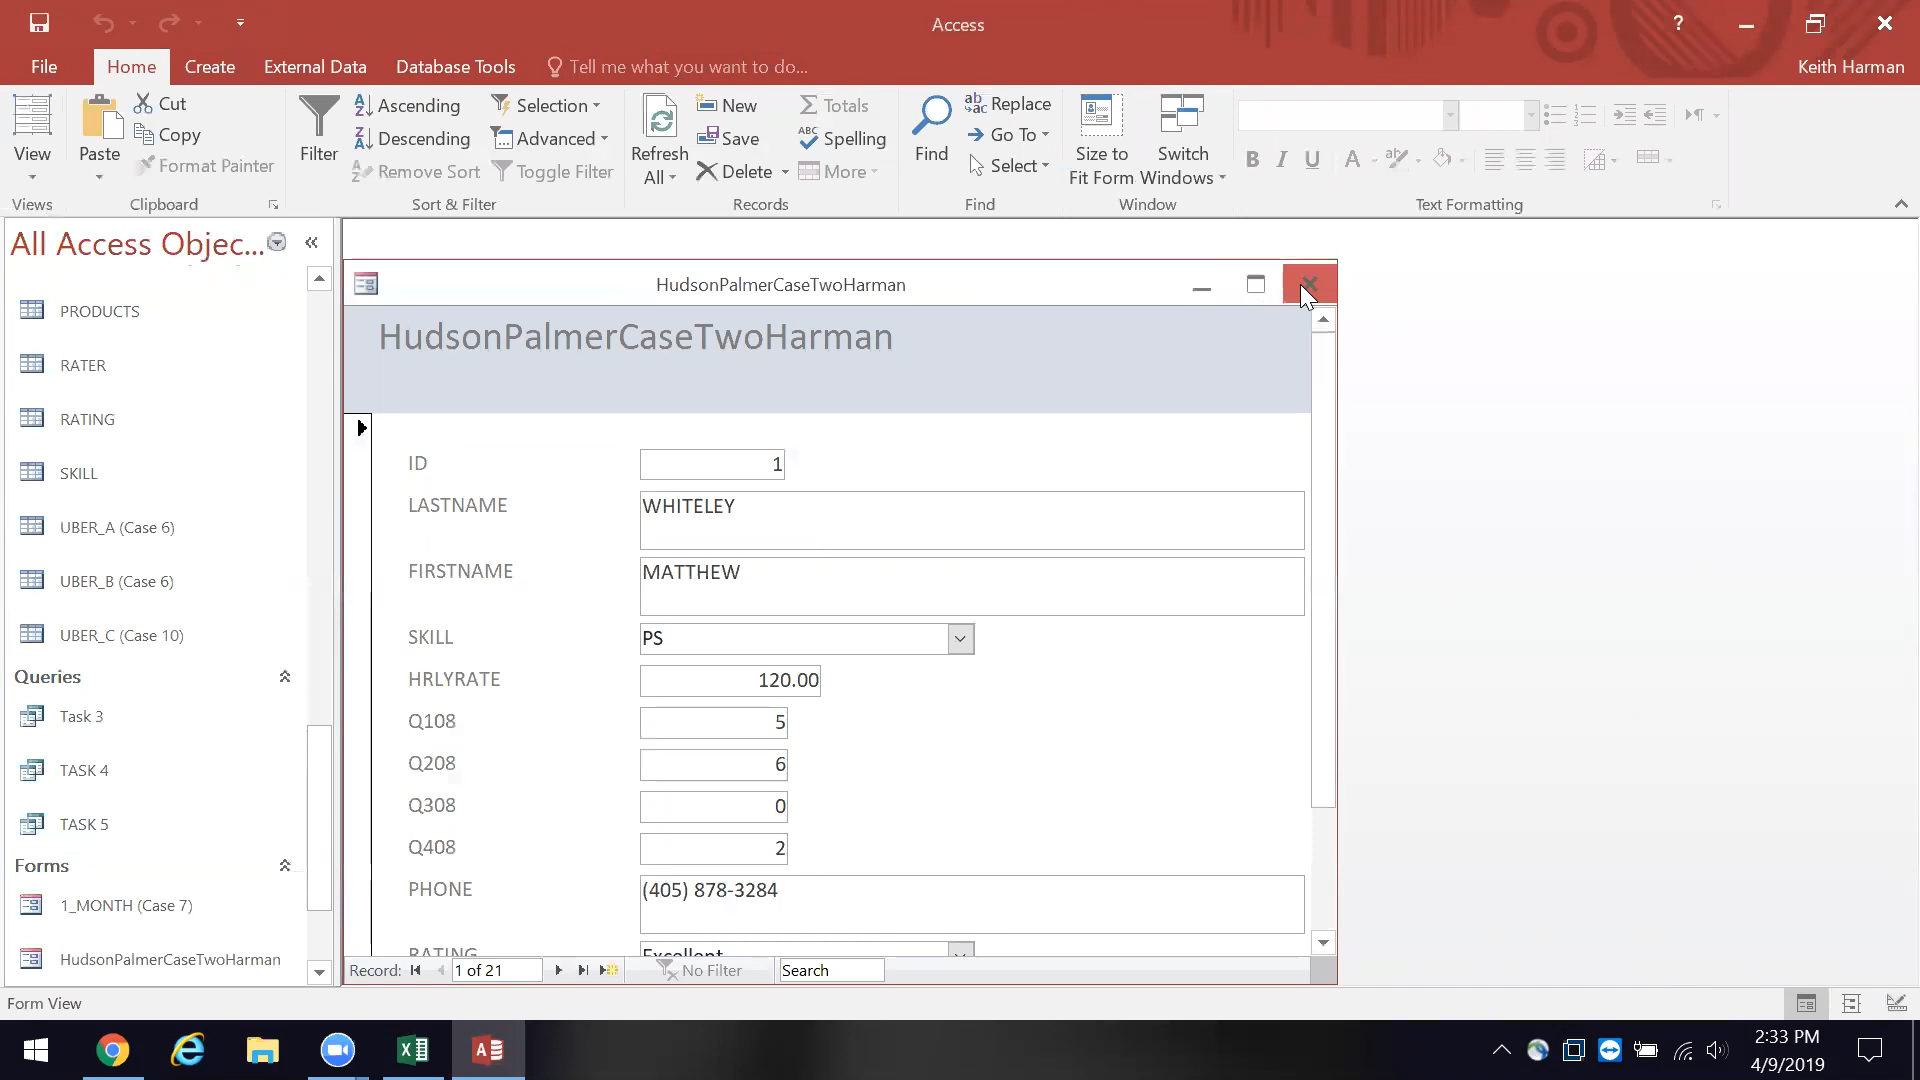 Access
?
Keith Harman
File Home Create External Data Database Tools Tell me what you want to do...
View
Views
Paste
Cut
Copy
Format Painter
Clipboard
Filter
Ascending
Descending
Remove Sort
Selection
Advanced
Toggle Filter
Sort & Filter
Refresh
All
New
Save
Delete
Totals
Spelling
More
Records
Find
Replace
Go To
Select
Find
Size to
Fit Form
Switch
Windows
Window
B I U A
Text Formatting
All Access Objec...
PRODUCTS
RATER
RATING
SKILL
UBER_A (Case 6)
UBER_B (Case 6)
UBER_C (Case 10)
Queries
Task 3
TASK 4
TASK 5
Forms
1_MONTH (Case 7)
HudsonPalmerCaseTwoHarman
HudsonPalmerCaseTwoHarman
HudsonPalmerCaseTwoHarman
ID 1
LASTNAME WHITELEY
FIRSTNAME MATTHEW
SKILL PS
HRLYRATE 120.00
Q108 5
Q208 6
Q308 0
Q408 2
PHONE (405) 878-3284
RATING Excellent
Record: 1 of 21 No Filter Search
Form View
2:33 PM
4/9/2019